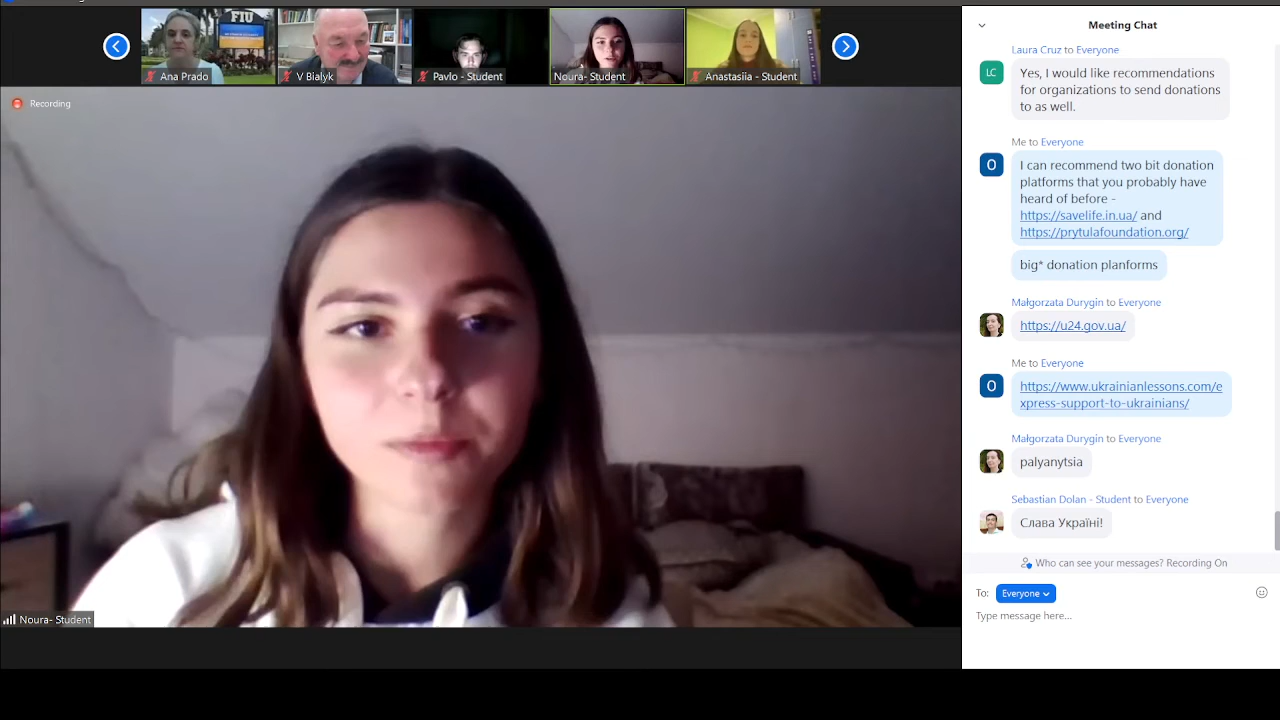 FIU
Ana Prado
V Bialyk
Pavlo - Student
Noura- Student
Anastasiia - Student
Recording
Noura- Student
Meeting Chat
Laura Cruz to Everyone
LC
Yes, I would like recommendations
for organizations to send donations
to as well.
Me to Everyone
O
I can recommend two bit donation
platforms that you probably have
heard of before -
https://savelife.in.ua/ and
https://prytulafoundation.org/
big* donation planforms
Małgorzata Durygin to Everyone
https://u24.gov.ua/
Me to Everyone
O
https://www.ukrainianlessons.com/e
xpress-support-to-ukrainians/
Małgorzata Durygin to Everyone
palyanytsia
Sebastian Dolan - Student to Everyone
Слава Україні!
Who can see your messages? Recording On
To: Everyone
Type message here...